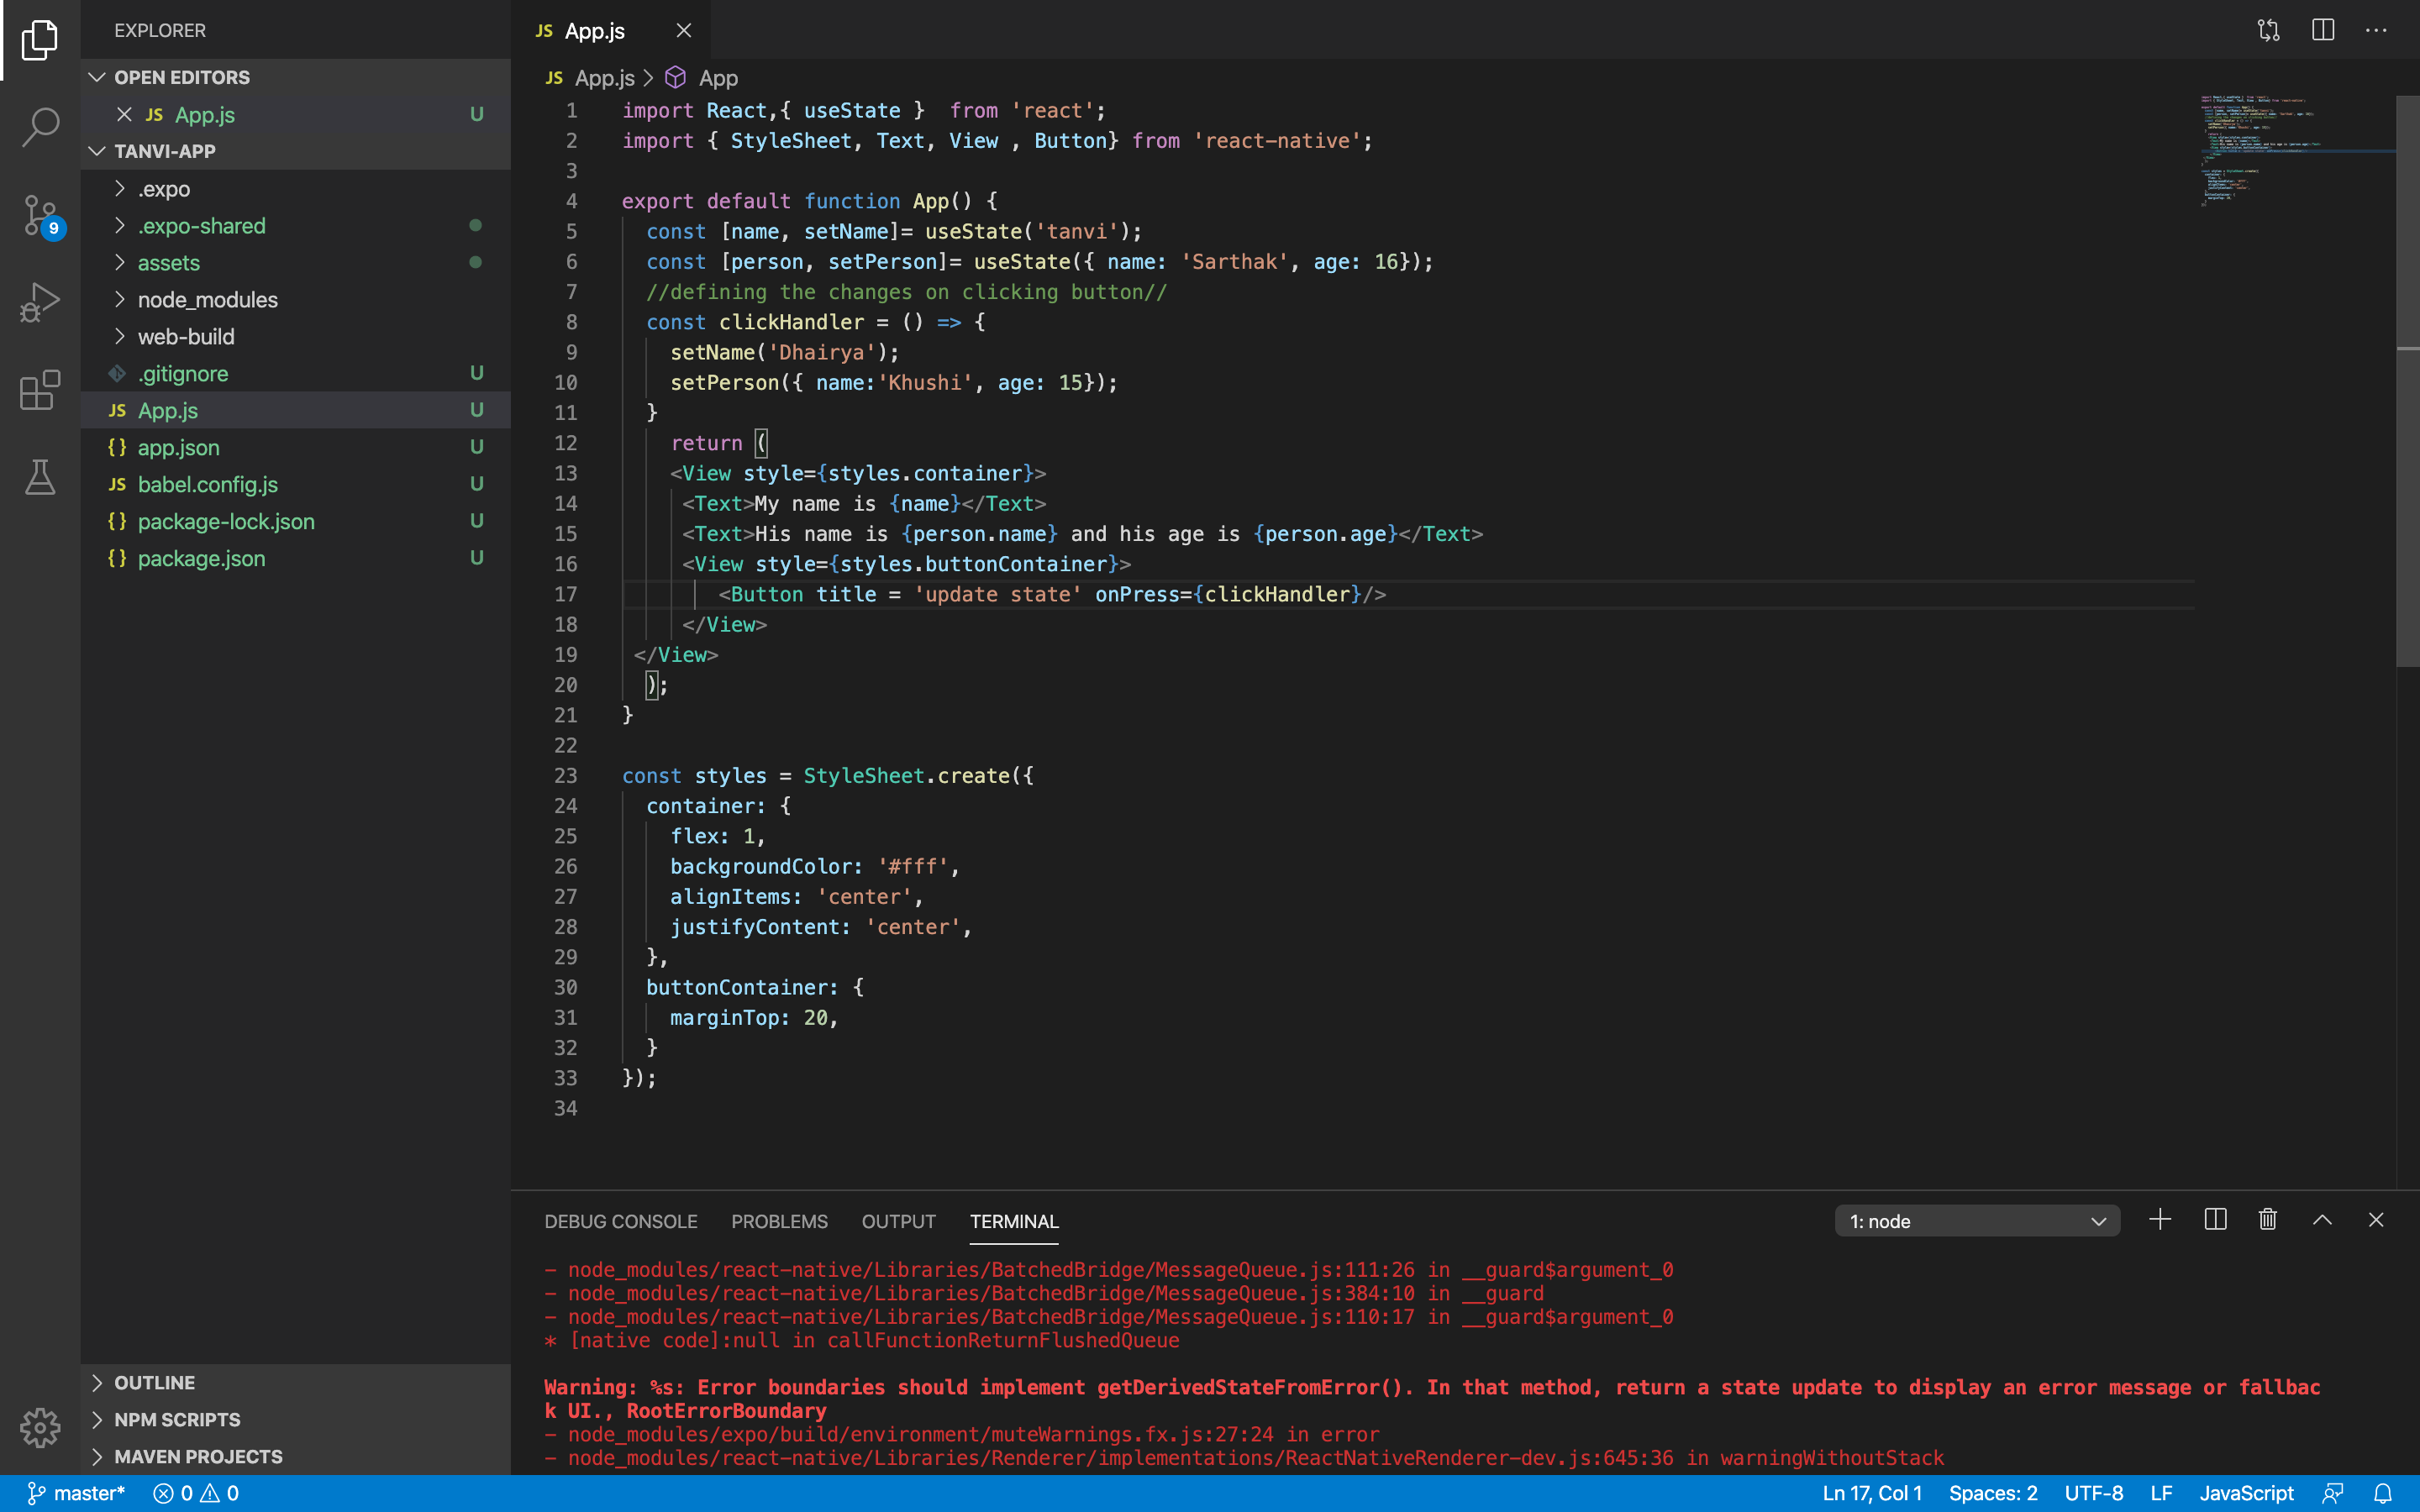 EXPLORER
OPEN EDITORS
JS App.js U
TANVI-APP
.expo
.expo-shared
assets
node_modules
web-build
.gitignore U
JS App.js U
{} app.json U
JS babel.config.js U
{} package-lock.json U
{} package.json U
OUTLINE
NPM SCRIPTS
MAVEN PROJECTS
9
JS App.js
JS App.js > App
1 import React,{ useState }  from 'react';
2 import { StyleSheet, Text, View , Button} from 'react-native';
3
4 export default function App() {
5   const [name, setName]= useState('tanvi');
6   const [person, setPerson]= useState({ name: 'Sarthak', age: 16});
7   //defining the changes on clicking button//
8   const clickHandler = () => {
9     setName('Dhairya');
10     setPerson({ name:'Khushi', age: 15});
11   }
12     return (
13     <View style={styles.container}>
14      <Text>My name is {name}</Text>
15      <Text>His name is {person.name} and his age is {person.age}</Text>
16      <View style={styles.buttonContainer}>
17         <Button title = 'update state' onPress={clickHandler}/>
18      </View>
19  </View>
20   );
21 }
22
23 const styles = StyleSheet.create({
24   container: {
25     flex: 1,
26     backgroundColor: '#fff',
27     alignItems: 'center',
28     justifyContent: 'center',
29   },
30   buttonContainer: {
31     marginTop: 20,
32   }
33 });
34
DEBUG CONSOLE PROBLEMS OUTPUT TERMINAL 1: node
- node_modules/react-native/Libraries/BatchedBridge/MessageQueue.js:111:26 in __guard$argument_0
- node_modules/react-native/Libraries/BatchedBridge/MessageQueue.js:384:10 in __guard
- node_modules/react-native/Libraries/BatchedBridge/MessageQueue.js:110:17 in __guard$argument_0
* [native code]:null in callFunctionReturnFlushedQueue
Warning: %s: Error boundaries should implement getDerivedStateFromError(). In that method, return a state update to display an error message or fallbac
k UI., RootErrorBoundary
- node_modules/expo/build/environment/muteWarnings.fx.js:27:24 in error
- node_modules/react-native/Libraries/Renderer/implementations/ReactNativeRenderer-dev.js:645:36 in warningWithoutStack
master* 0 0 Ln 17, Col 1 Spaces: 2 UTF-8 LF JavaScript